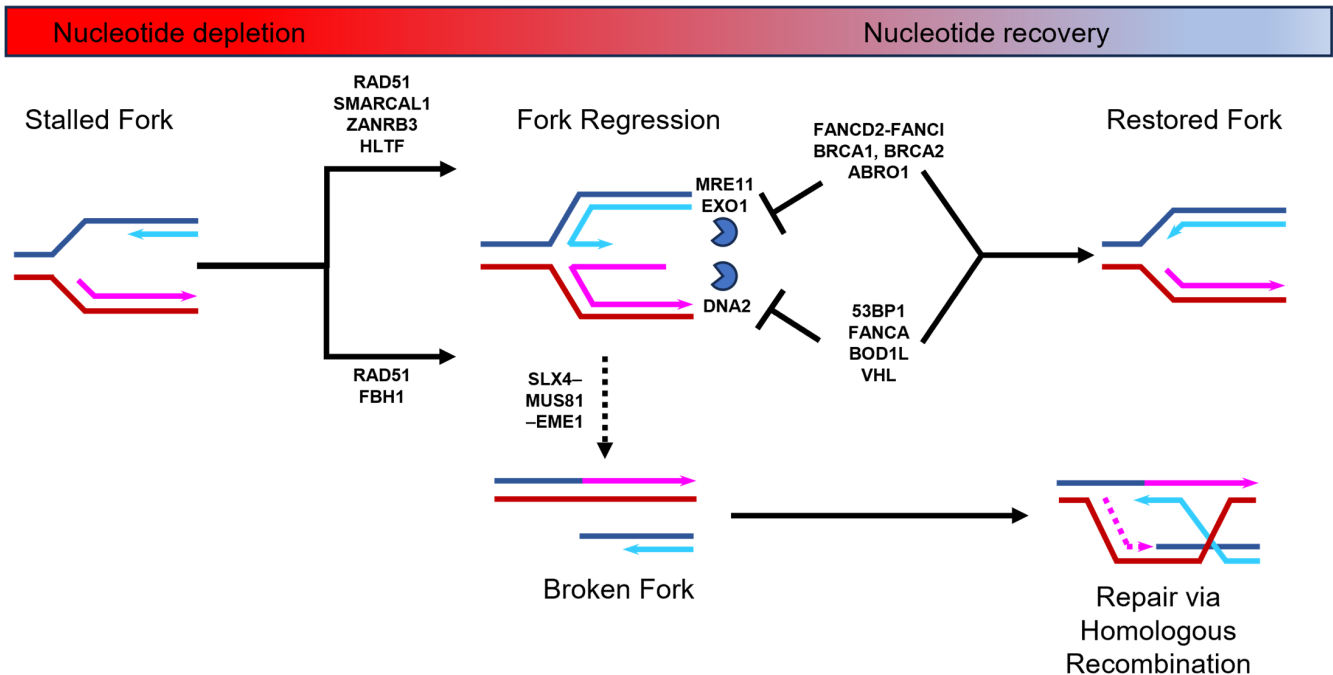 Nucleotide depletion
Nucleotide recovery
Stalled Fork
RAD51
SMARCAL1
ZANRB3
HLTF
Fork Regression
FANCD2-FANCI
BRCA1, BRCA2
ABRO1
Restored Fork
MRE11
EXO1
DNA2
RAD51
FBH1
53BP1
FANCA
BOD1L
VHL
SLX4–
MUS81
–EME1
Broken Fork
Repair via
Homologous
Recombination